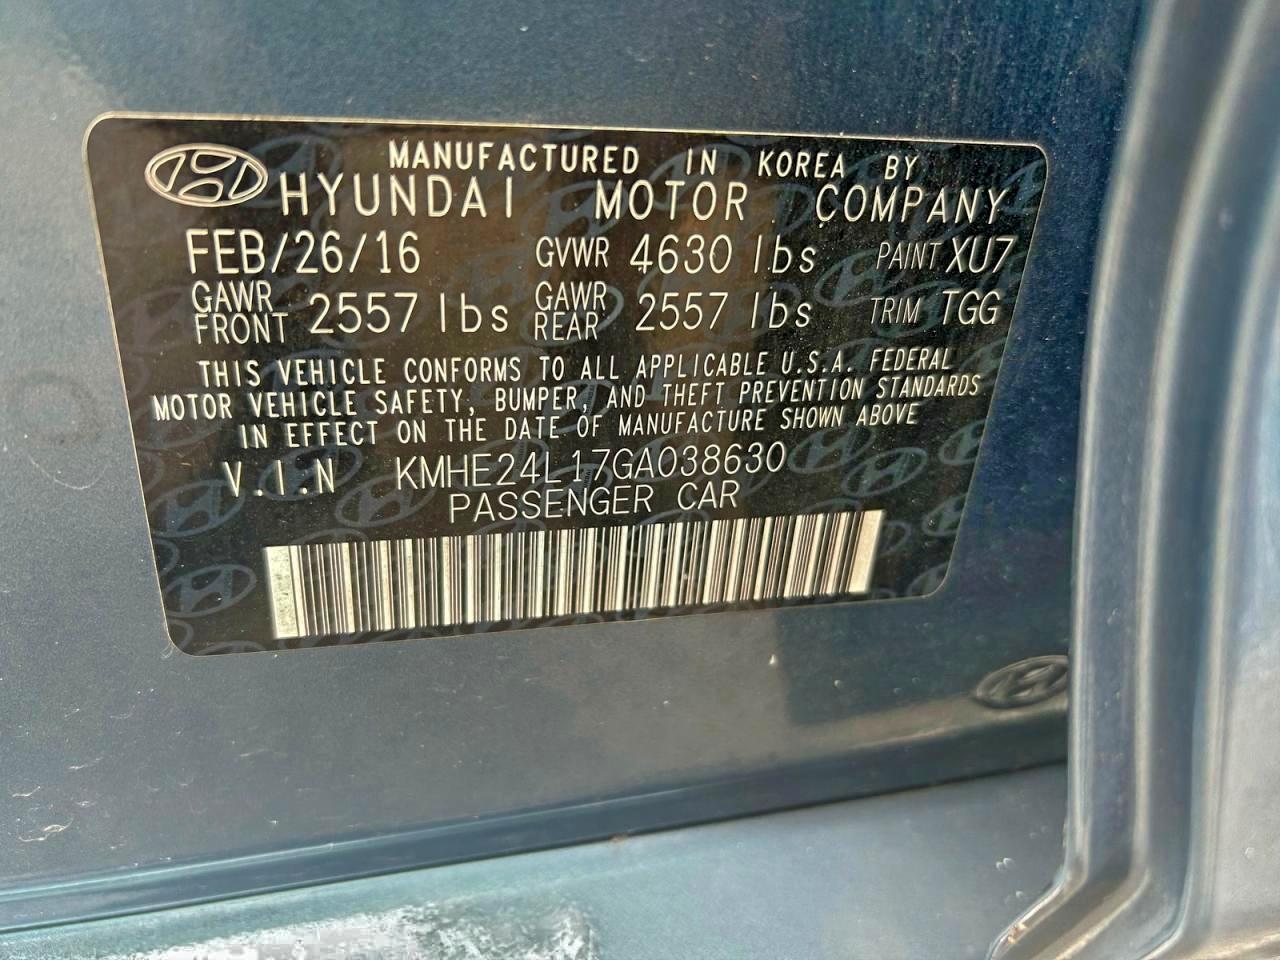 MANUFACTURED IN KOREA BY
HYUNDAI MOTOR COMPANY
FEB/26/16 GVWR 4630 lbs PAINT XU7
GAWR FRONT 2557 lbs GAWR REAR 2557 lbs TRIM TGG
THIS VEHICLE CONFORMS TO ALL APPLICABLE U.S.A. FEDERAL
MOTOR VEHICLE SAFETY, BUMPER, AND THEFT PREVENTION STANDARDS
IN EFFECT ON THE DATE OF MANUFACTURE SHOWN ABOVE
V.I.N KMHE24L17GA038630
PASSENGER CAR